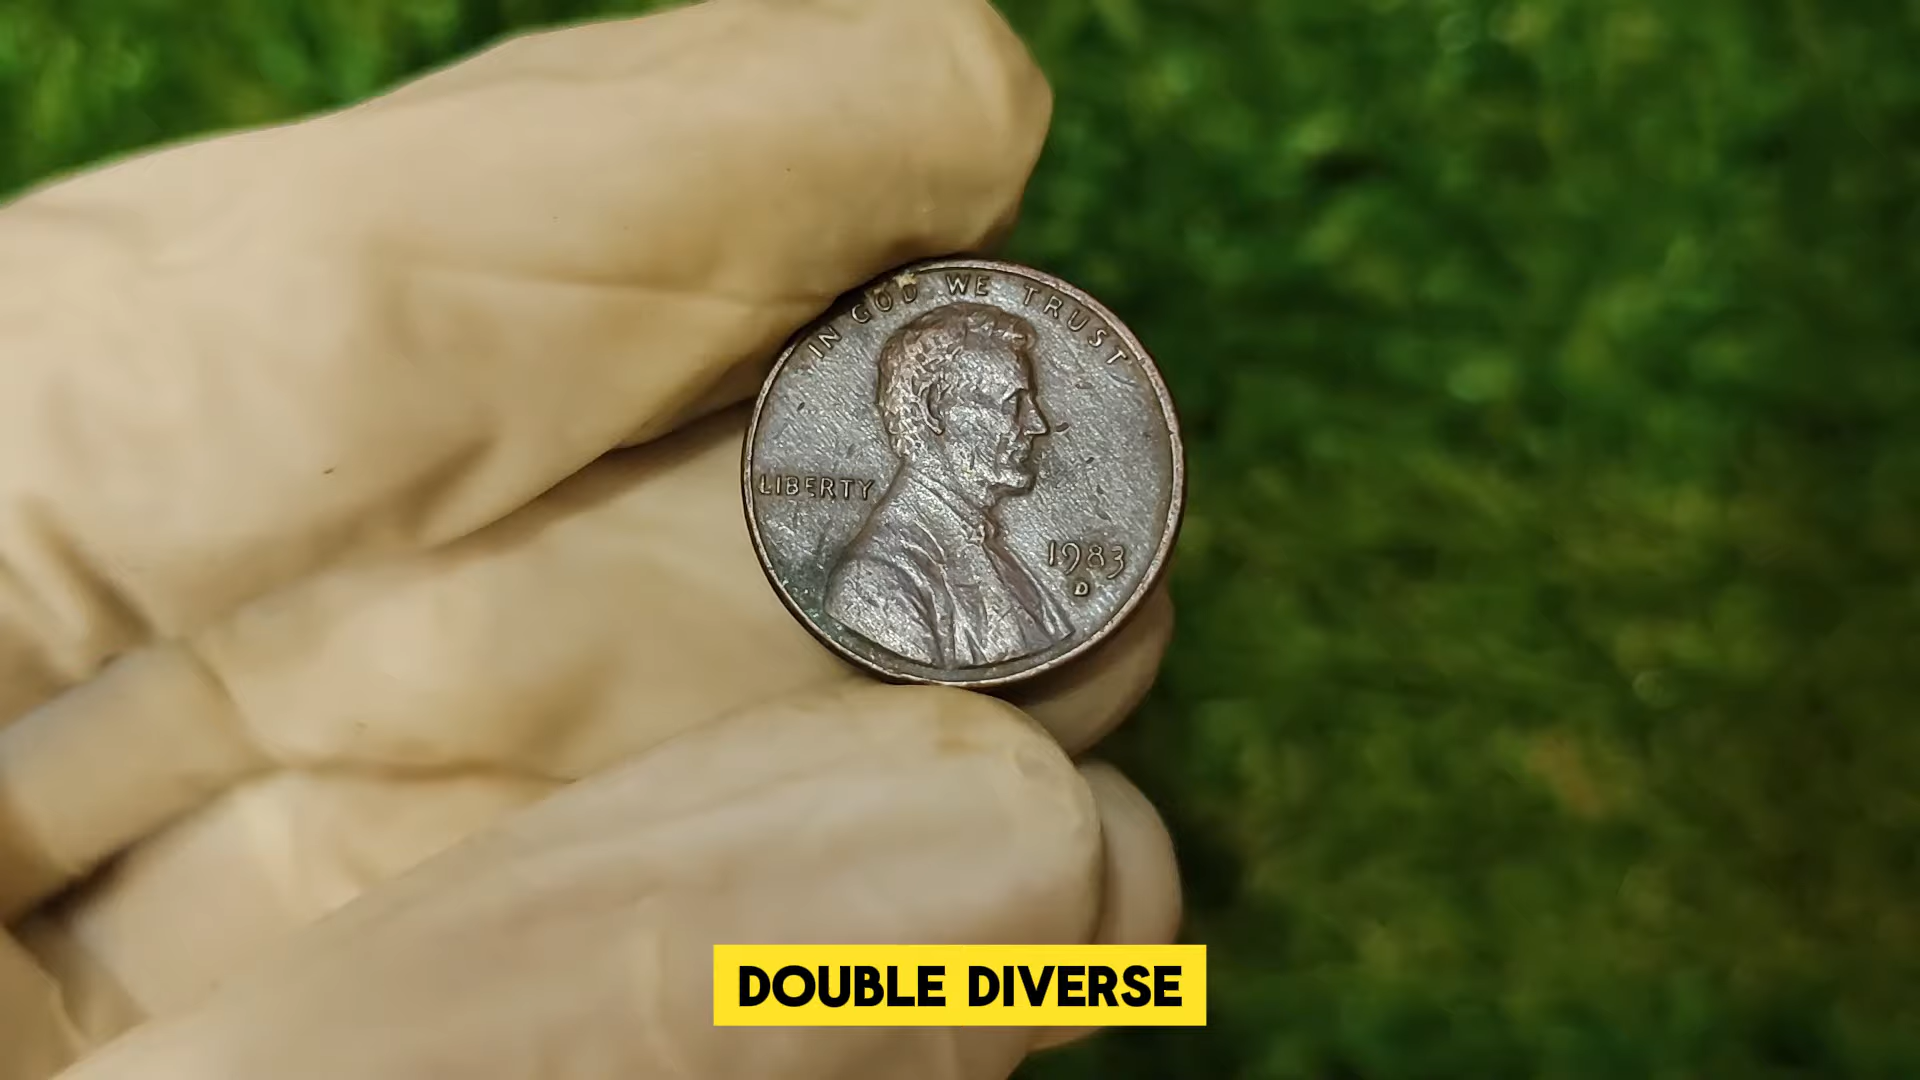 IN GOD WE TRUST
LIBERTY
1983
D
DOUBLE DIVERSE